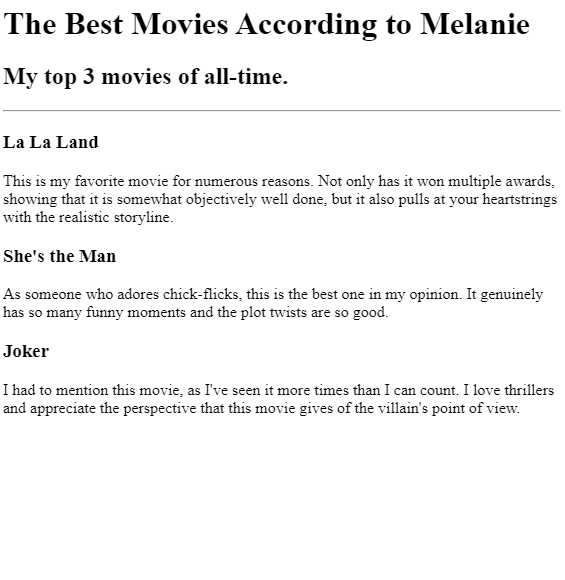 The Best Movies According to Melanie
My top 3 movies of all-time.
La La Land
This is my favorite movie for numerous reasons. Not only has it won multiple awards,
showing that it is somewhat objectively well done, but it also pulls at your heartstrings
with the realistic storyline.
She's the Man
As someone who adores chick-flicks, this is the best one in my opinion. It genuinely
has so many funny moments and the plot twists are so good.
Joker
I had to mention this movie, as I've seen it more times than I can count. I love thrillers
and appreciate the perspective that this movie gives of the villain's point of view.